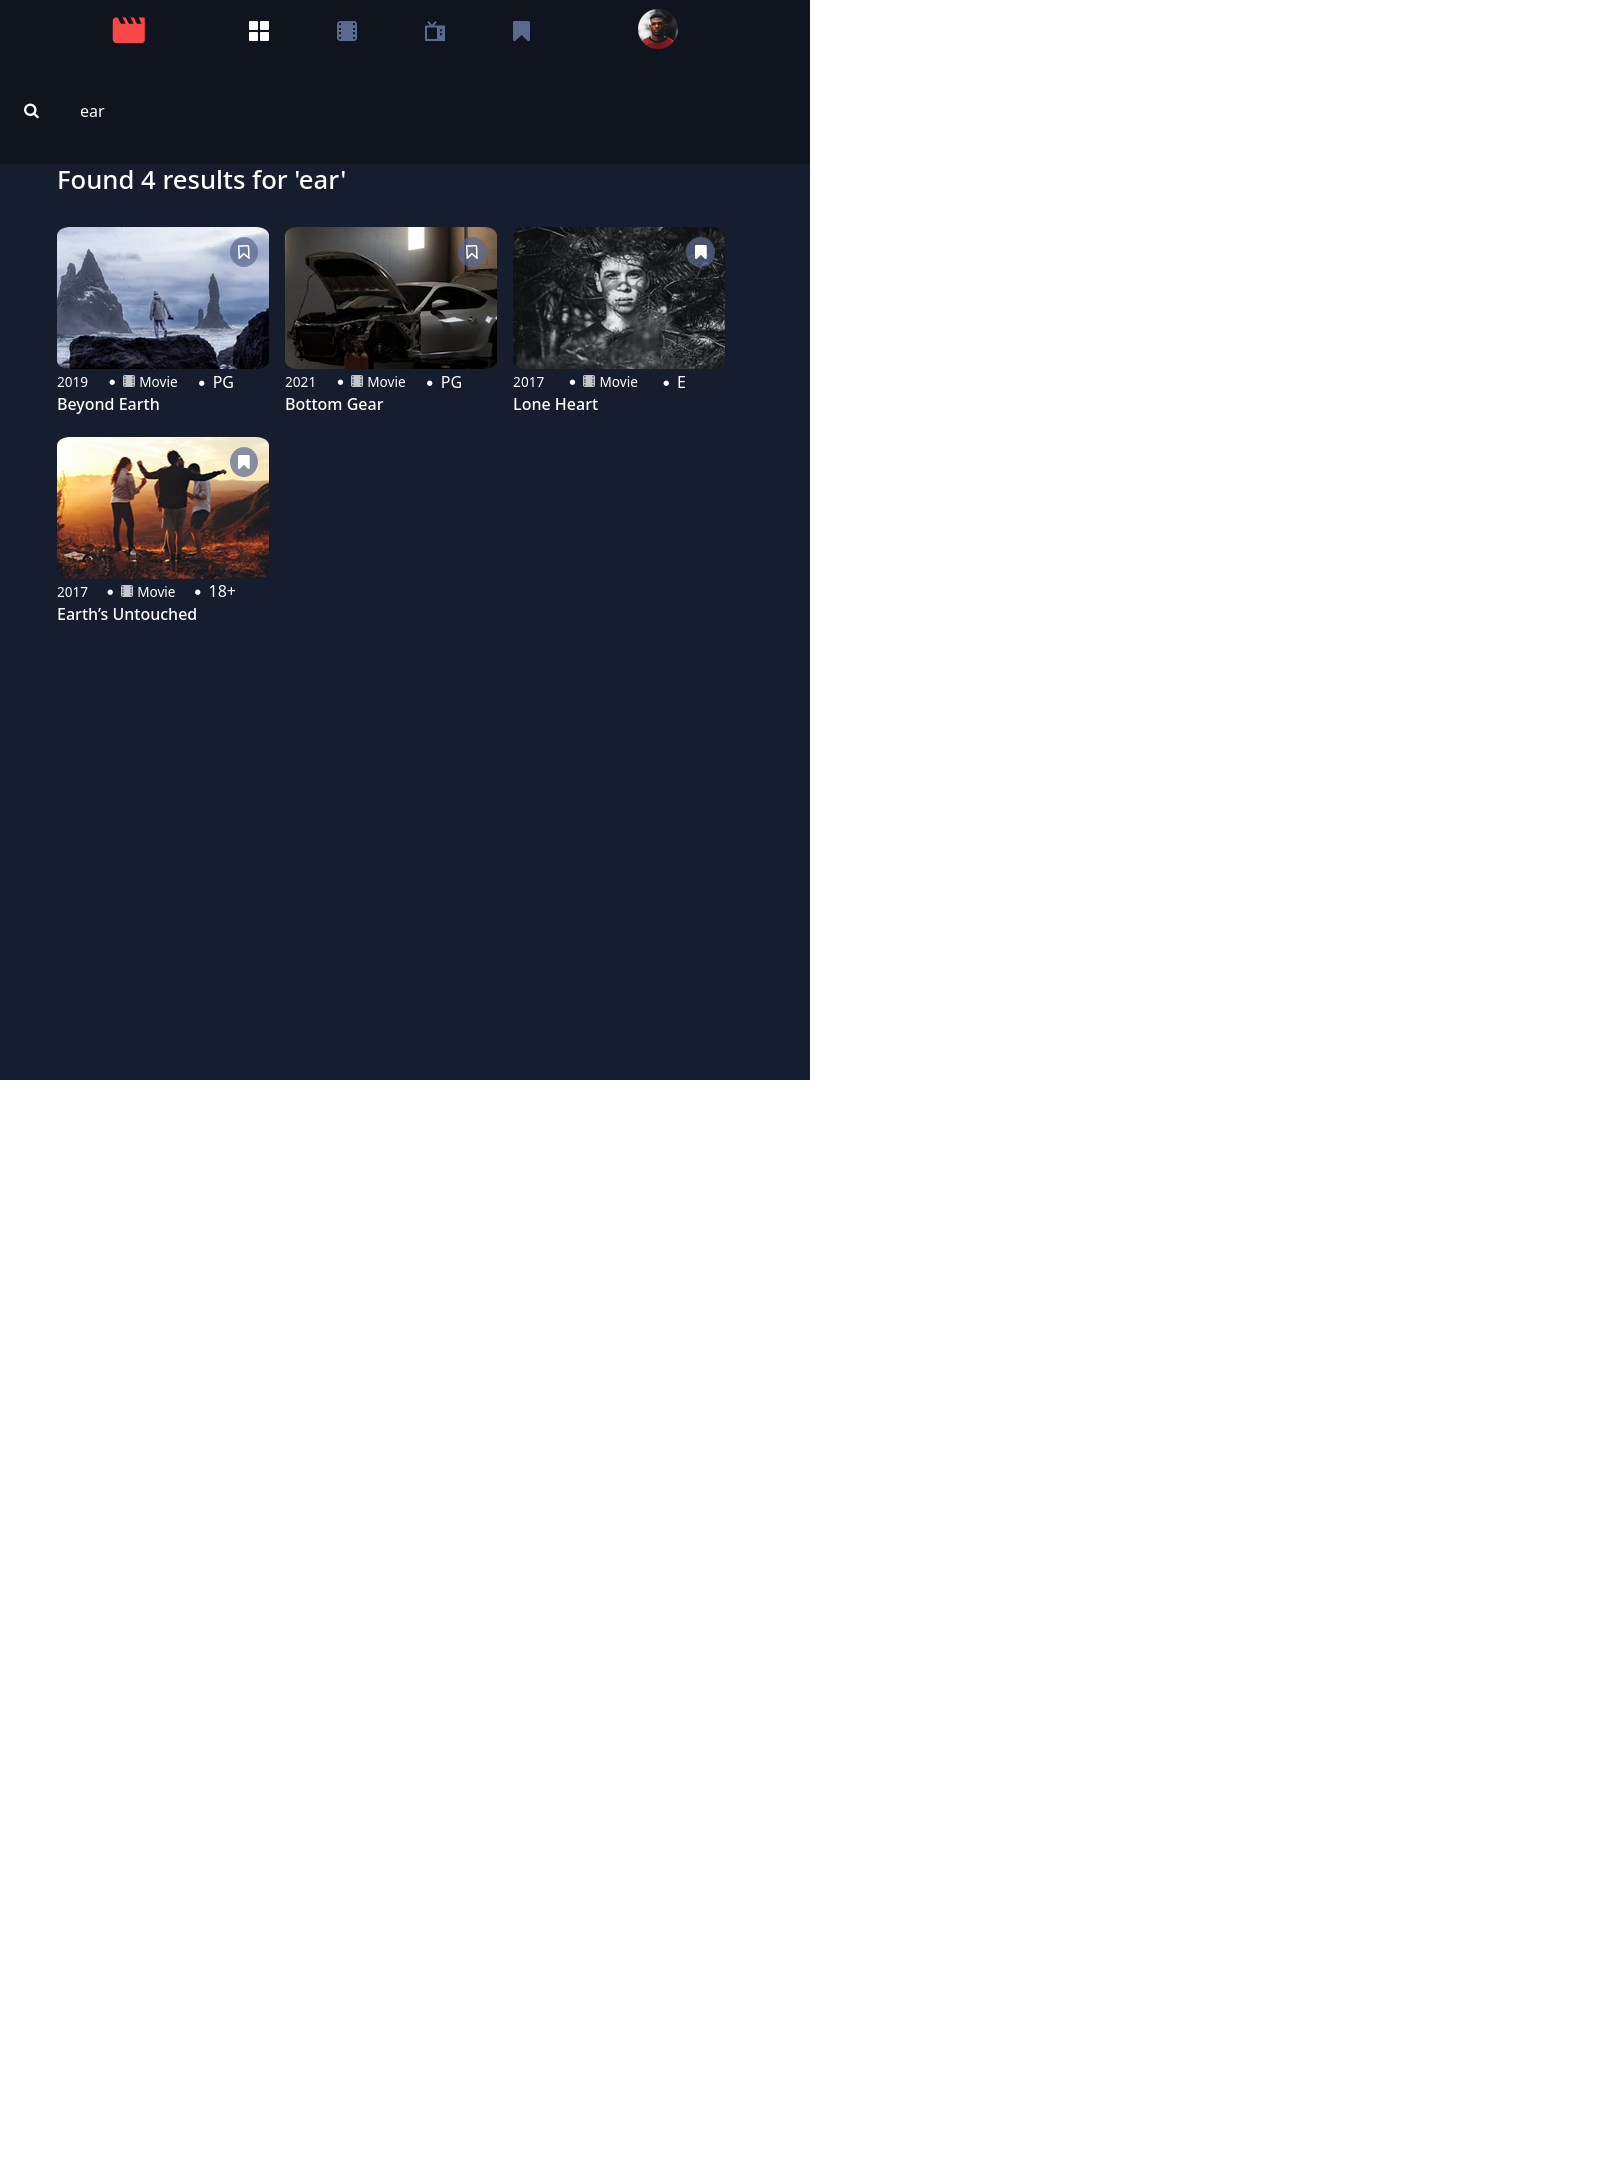 ear
Found 4 results for 'ear'
2019 • Movie • PG
Beyond Earth
2021 • Movie • PG
Bottom Gear
2017 • Movie • E
Lone Heart
2017 • Movie • 18+
Earth’s Untouched